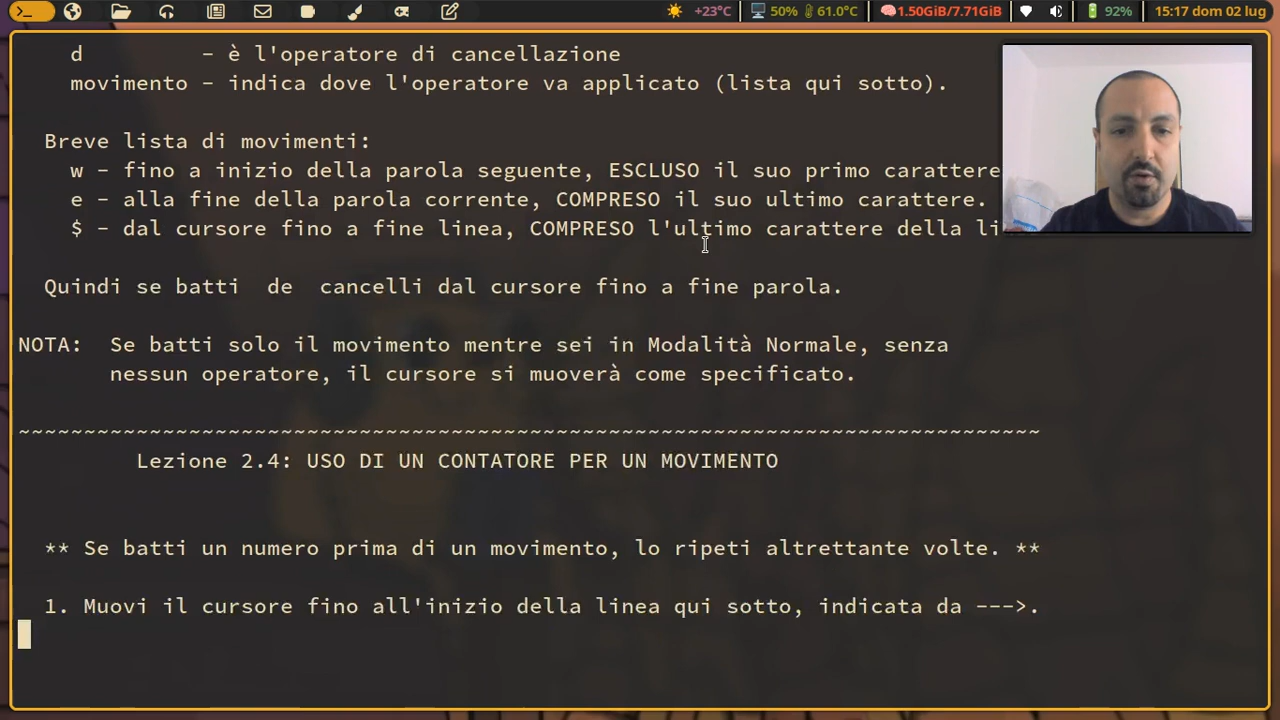 +23°C 50% 61.0°C 1.50GiB/7.71GiB 92% 15:17 dom 02 lug
d - è l'operatore di cancellazione
movimento - indica dove l'operatore va applicato (lista qui sotto).
Breve lista di movimenti:
w - fino a inizio della parola seguente, ESCLUSO il suo primo carattere
e - alla fine della parola corrente, COMPRESO il suo ultimo carattere.
$ - dal cursore fino a fine linea, COMPRESO l'ultimo carattere della li
Quindi se batti de cancelli dal cursore fino a fine parola.
NOTA: Se batti solo il movimento mentre sei in Modalità Normale, senza
nessun operatore, il cursore si muoverà come specificato.
~~~~~~~~~~~~~~~~~~~~~~~~~~~~~~~~~~~~~~~~~~~~~~~~~~~~~~~~~~~~~~~~~~~~~~~~~~~~~~
Lezione 2.4: USO DI UN CONTATORE PER UN MOVIMENTO
** Se batti un numero prima di un movimento, lo ripeti altrettante volte. **
1. Muovi il cursore fino all'inizio della linea qui sotto, indicata da --->.